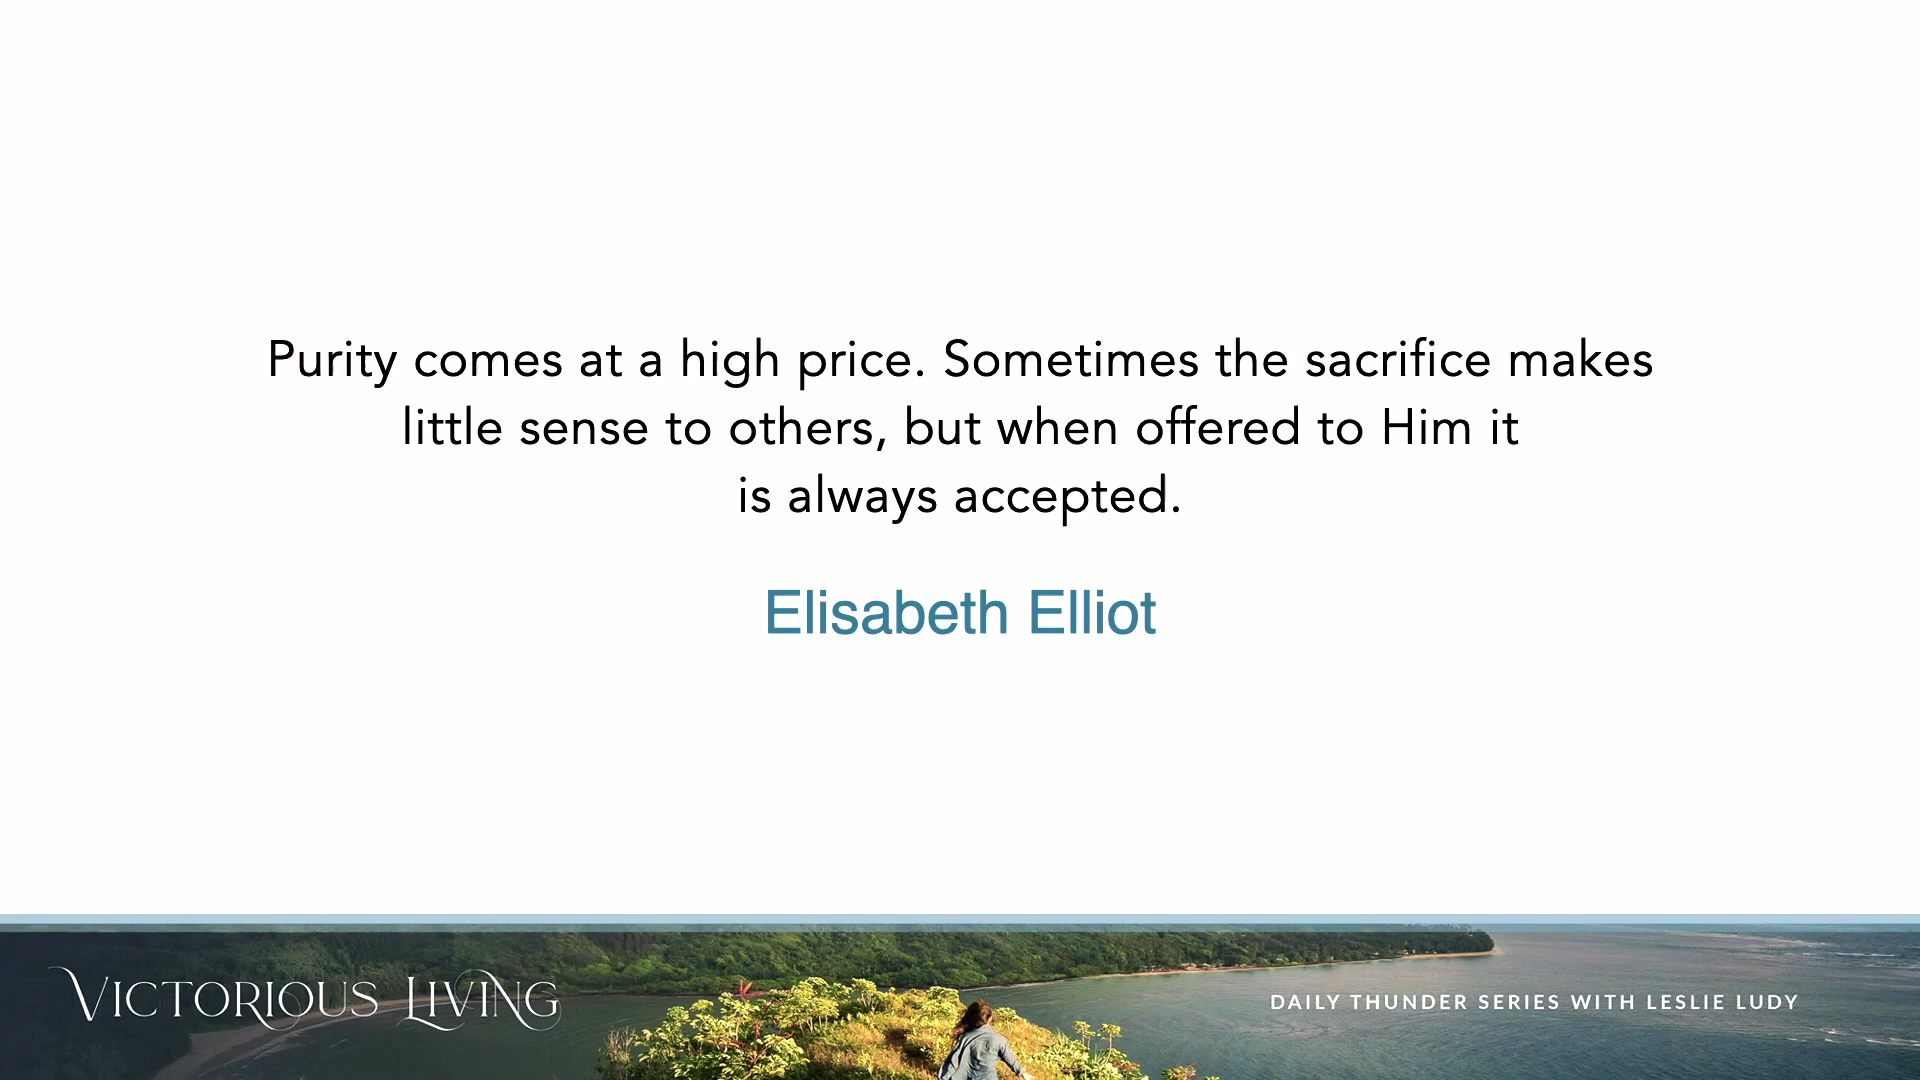 Purity comes at a high price. Sometimes the sacrifice makes
little sense to others, but when offered to Him it
is always accepted.
Elisabeth Elliot
VICTORIOUS LIVING
DAILY THUNDER SERIES WITH LESLIE LUDY